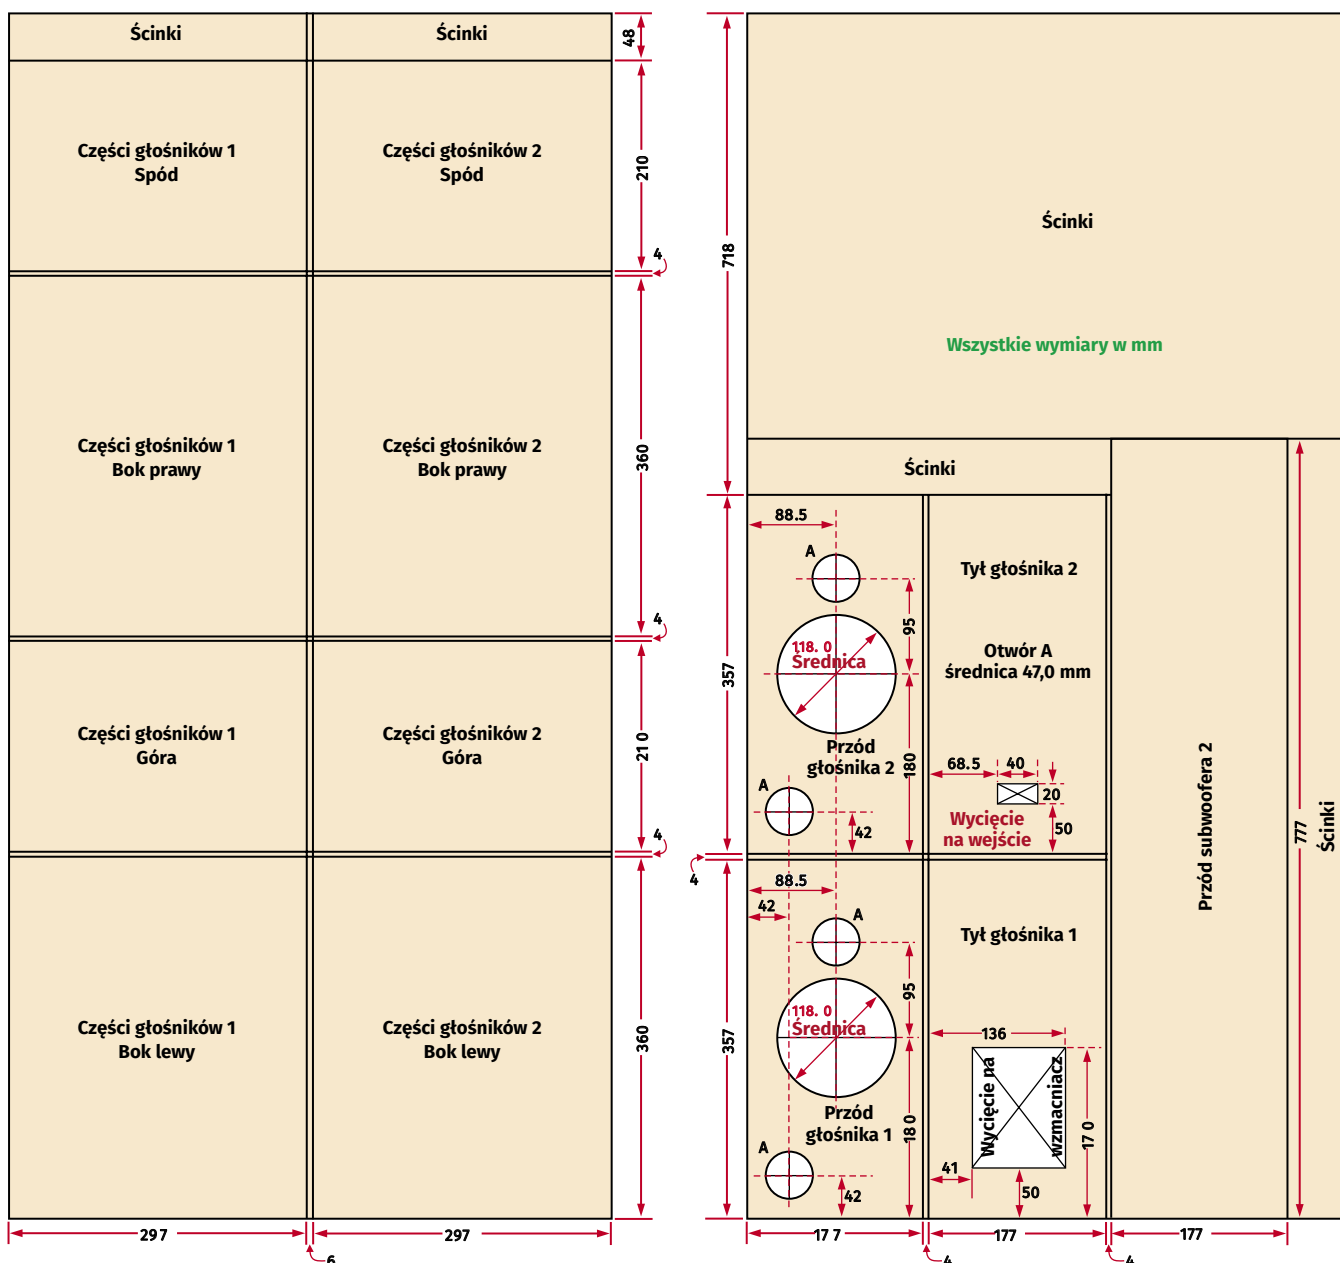 Ścinki
Ścinki
48
Części głośników 1
Spód
Części głośników 2
Spód
210
4
Części głośników 1
Bok prawy
Części głośników 2
Bok prawy
360
4
Części głośników 1
Góra
Części głośników 2
Góra
21 0
4
Części głośników 1
Bok lewy
Części głośników 2
Bok lewy
360
29 7
297
6
718
Ścinki
Wszystkie wymiary w mm
Ścinki
88.5
A
95
118. 0
Średnica
357
Przód
głośnika 2
180
A
42
Tył głośnika 2
Otwór A
średnica 47,0 mm
68.5
40
20
50
Wycięcie
na wejście
4
88.5
42
A
95
118. 0
Średnica
357
Przód
głośnika 1
18 0
A
42
Tył głośnika 1
136
Wycięcie na
wzmacniacz
17 0
41
50
Przód subwoofera 2
777
Ścinki
17 7
177
177
4
4